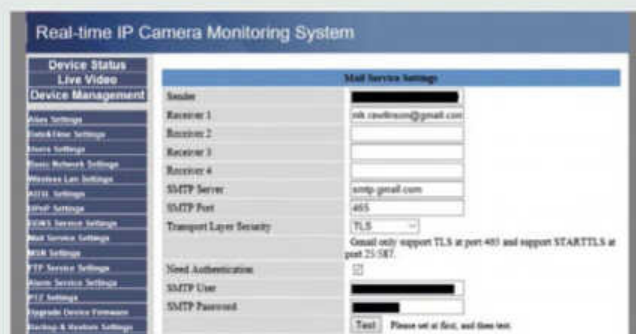 Real-time IP Camera Monitoring System
Device Status
Live Video
Device Management
Alias Settings
Date&Time Settings
Users Settings
Basic Network Settings
Wireless Lan Settings
ADSL Settings
UPnP Settings
DDNS Service Settings
Mail Service Settings
MSN Settings
FTP Service Settings
Alarm Service Settings
PTZ Settings
Upgrade Device Firmware
Backup & Restore Settings
Mail Service Settings
Sender
Receiver 1
nik.rawlinson@gmail.com
Receiver 2
Receiver 3
Receiver 4
SMTP Server
smtp.gmail.com
SMTP Port
465
Transport Layer Security
TLS
Gmail only support TLS at port 465 and support STARTTLS at
port 25/587.
Need Authentication
SMTP User
SMTP Password
Test Please set at first, and then test.